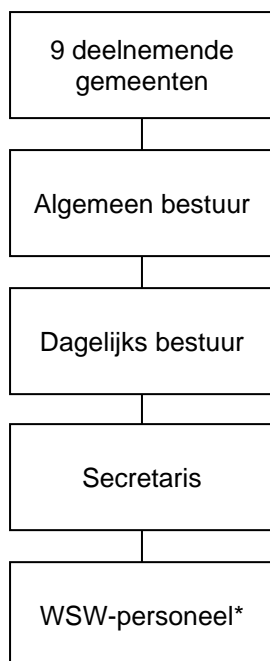 9 deelnemende
gemeenten
Algemeen bestuur
Dagelijks bestuur
Secretaris
WSW-personeel*